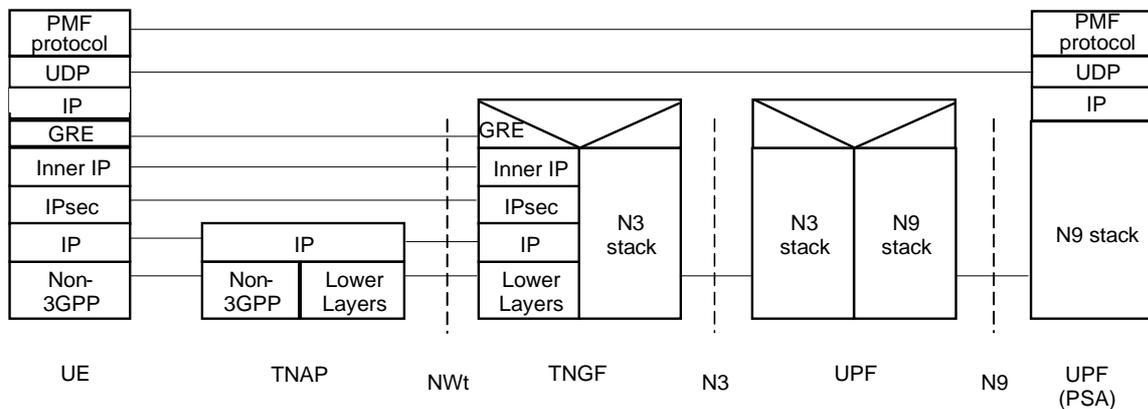 PMF
protocol
UDP
IP
GRE
Inner IP
IPsec
IP
Non-
3GPP
IP
Non-
3GPP
Lower
Layers
GRE
Inner IP
IPsec
IP
Lower
Layers
N3
stack
N3
stack
N9
stack
PMF
protocol
UDP
IP
N9 stack
UE
TNAP
NWt
TNGF
N3
UPF
N9
UPF
(PSA)